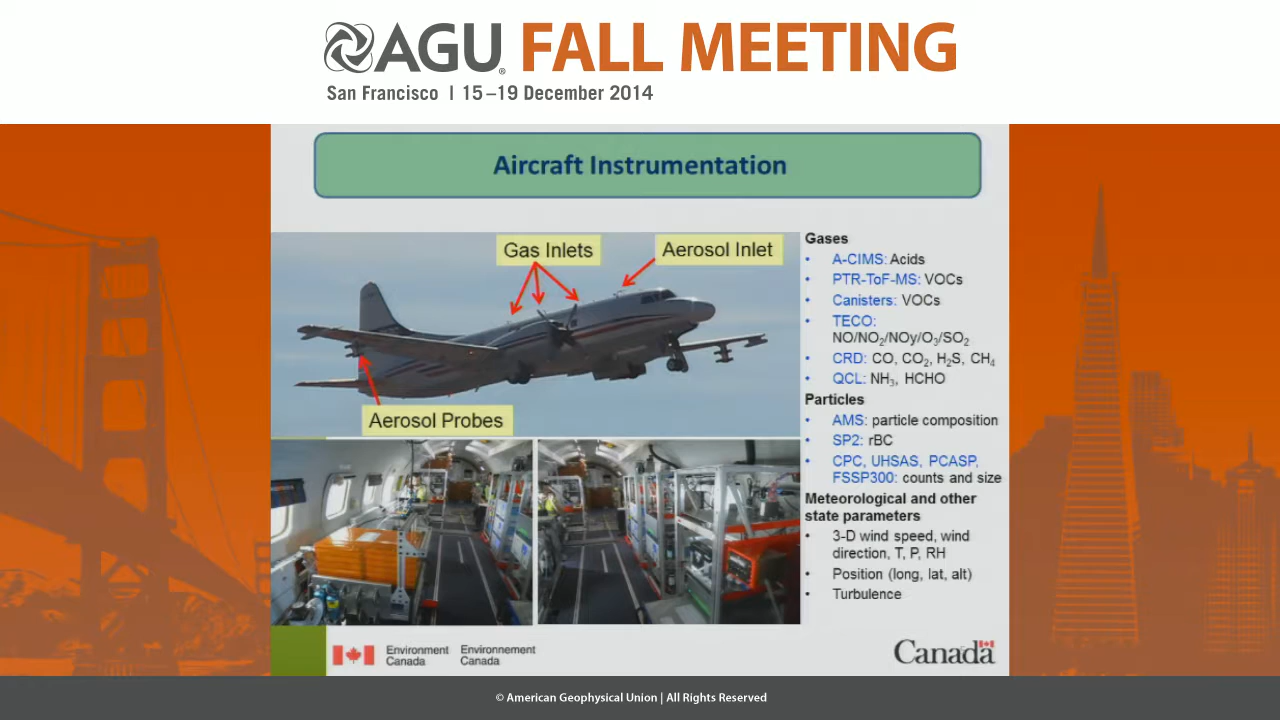 AGU® FALL MEETING
San Francisco | 15–19 December 2014
Aircraft Instrumentation
Gas Inlets
Aerosol Inlet
Aerosol Probes
Gases
• A-CIMS: Acids
• PTR-ToF-MS: VOCs
• Canisters: VOCs
• TECO:
NO/NO₂/NOy/O₃/SO₂
• CRD: CO, CO₂, H₂S, CH₄
• QCL: NH₃, HCHO
Particles
• AMS: particle composition
• SP2: rBC
• CPC, UHSAS, PCASP,
FSSP300: counts and size
Meteorological and other
state parameters
• 3-D wind speed, wind
direction, T, P, RH
• Position (long, lat, alt)
• Turbulence
Environment Environnement
Canada Canada
Canada
© American Geophysical Union | All Rights Reserved